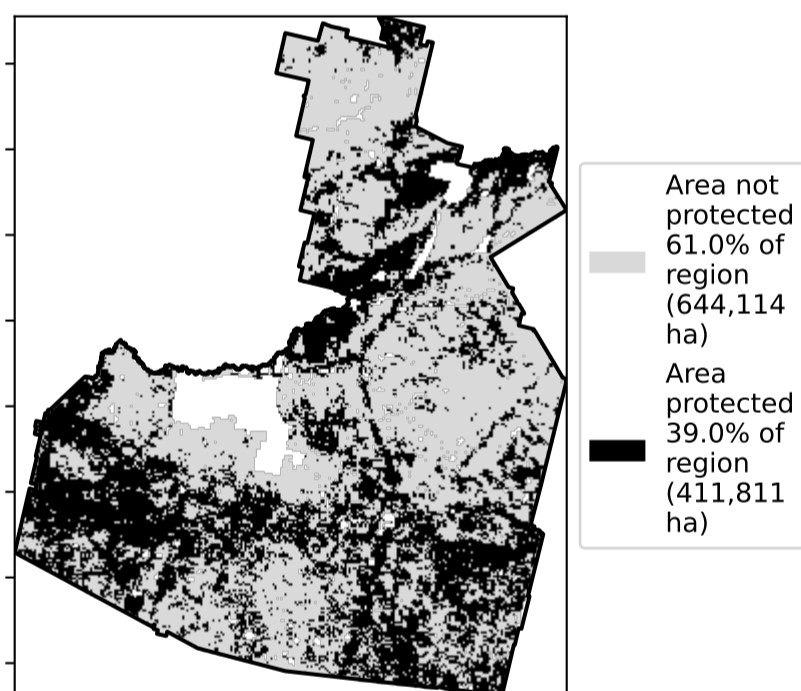 Area not
protected
61.0% of
region
(644,114
ha)
Area
protected
39.0% of
region
(411,811
ha)